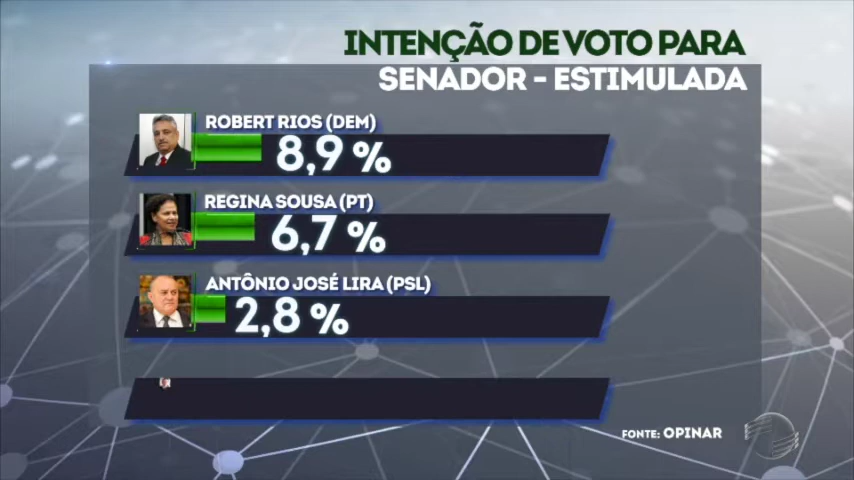 INTENÇÃO DE VOTO PARA
SENADOR - ESTIMULADA
ROBERT RIOS (DEM)
8,9 %
REGINA SOUSA (PT)
6,7 %
ANTÔNIO JOSÉ LIRA (PSL)
2,8 %
FONTE: OPINAR